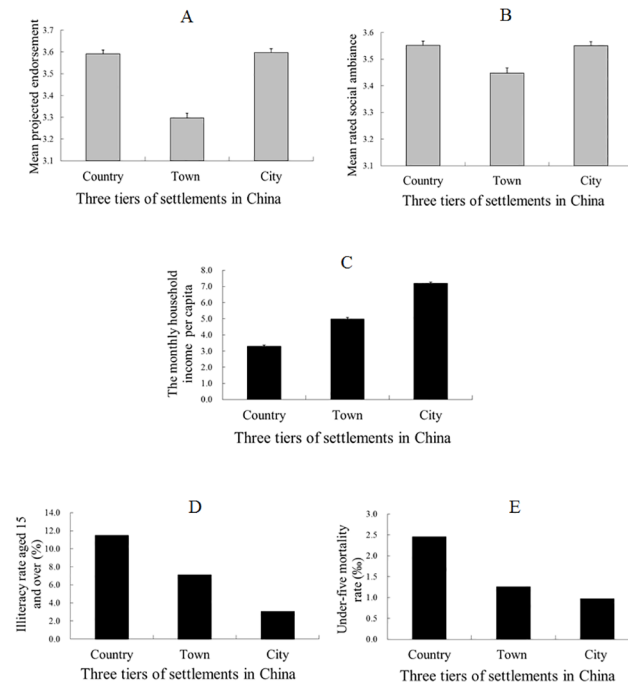 A
Mean projected endorsement
3.7
3.6
3.5
3.4
3.3
3.2
3.1
Country Town City
Three tiers of settlements in China
B
Mean rated social ambiance
3.6
3.5
3.4
3.3
3.2
3.1
Country Town City
Three tiers of settlements in China
C
The monthly household
income per capita
8.0
7.0
6.0
5.0
4.0
3.0
2.0
1.0
0.0
Country Town City
Three tiers of settlements in China
D
Illiteracy rate aged 15
and over (%)
14.0
12.0
10.0
8.0
6.0
4.0
2.0
0.0
Country Town City
Three tiers of settlements in China
E
Under-five mortality
rate (‰)
3.0
2.5
2.0
1.5
1.0
0.5
0.0
Country Town City
Three tiers of settlements in China